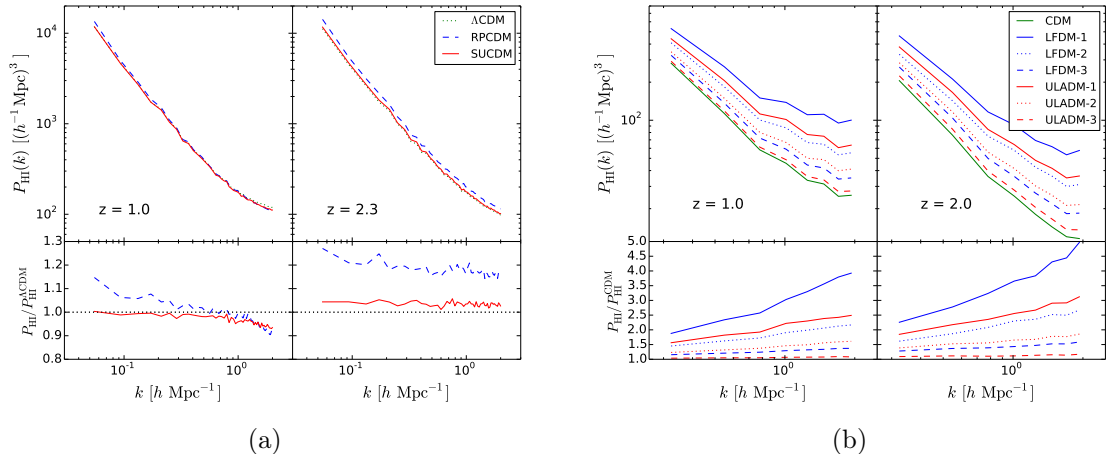 10^4
10^3
10^2
P_HI(k) [(h^{-1} Mpc)^3 ]
z = 1.0
z = 2.3
ΛCDM
RPCDM
SUCDM
1.3
1.2
1.1
1.0
0.9
0.8
P_HI/P_HI^{ΛCDM}
10^{-1} 10^0 10^{-1} 10^0
k [h Mpc^{-1}] k [h Mpc^{-1}]
(a)
10^2
P_HI(k) [(h^{-1} Mpc)^3 ]
z = 1.0
z = 2.0
CDM
LFDM-1
LFDM-2
LFDM-3
ULADM-1
ULADM-2
ULADM-3
5.0
4.5
4.0
3.5
3.0
2.5
2.0
1.5
1.0
P_HI/P_HI^{CDM}
10^0 10^0
k [h Mpc^{-1}] k [h Mpc^{-1}]
(b)